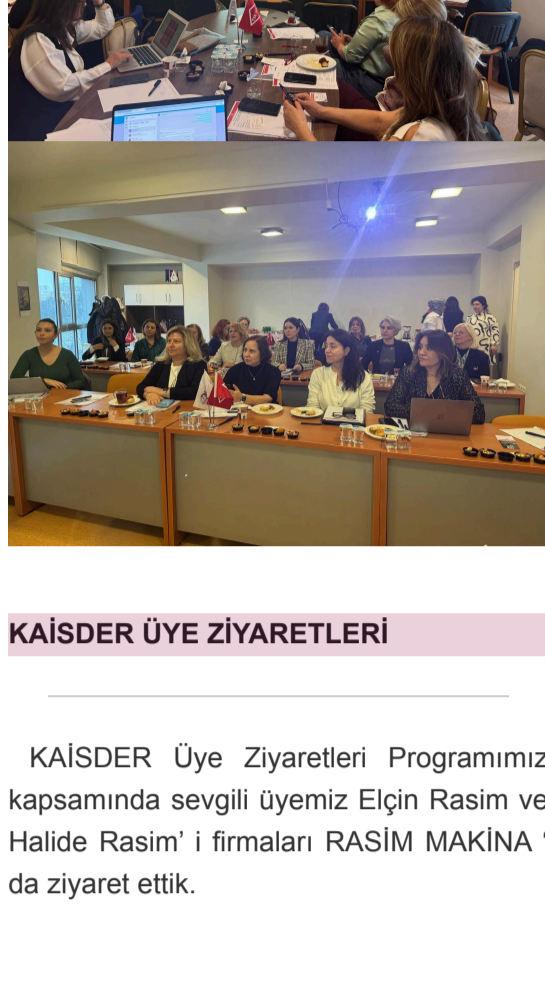 KAİSDER ÜYE ZİYARETLERİ
KAİSDER Üye Ziyaretleri Programımız
kapsamında sevgili üyemiz Elçin Rasim ve
Halide Rasim’ i firmaları RASİM MAKİNA ‘
da ziyaret ettik.